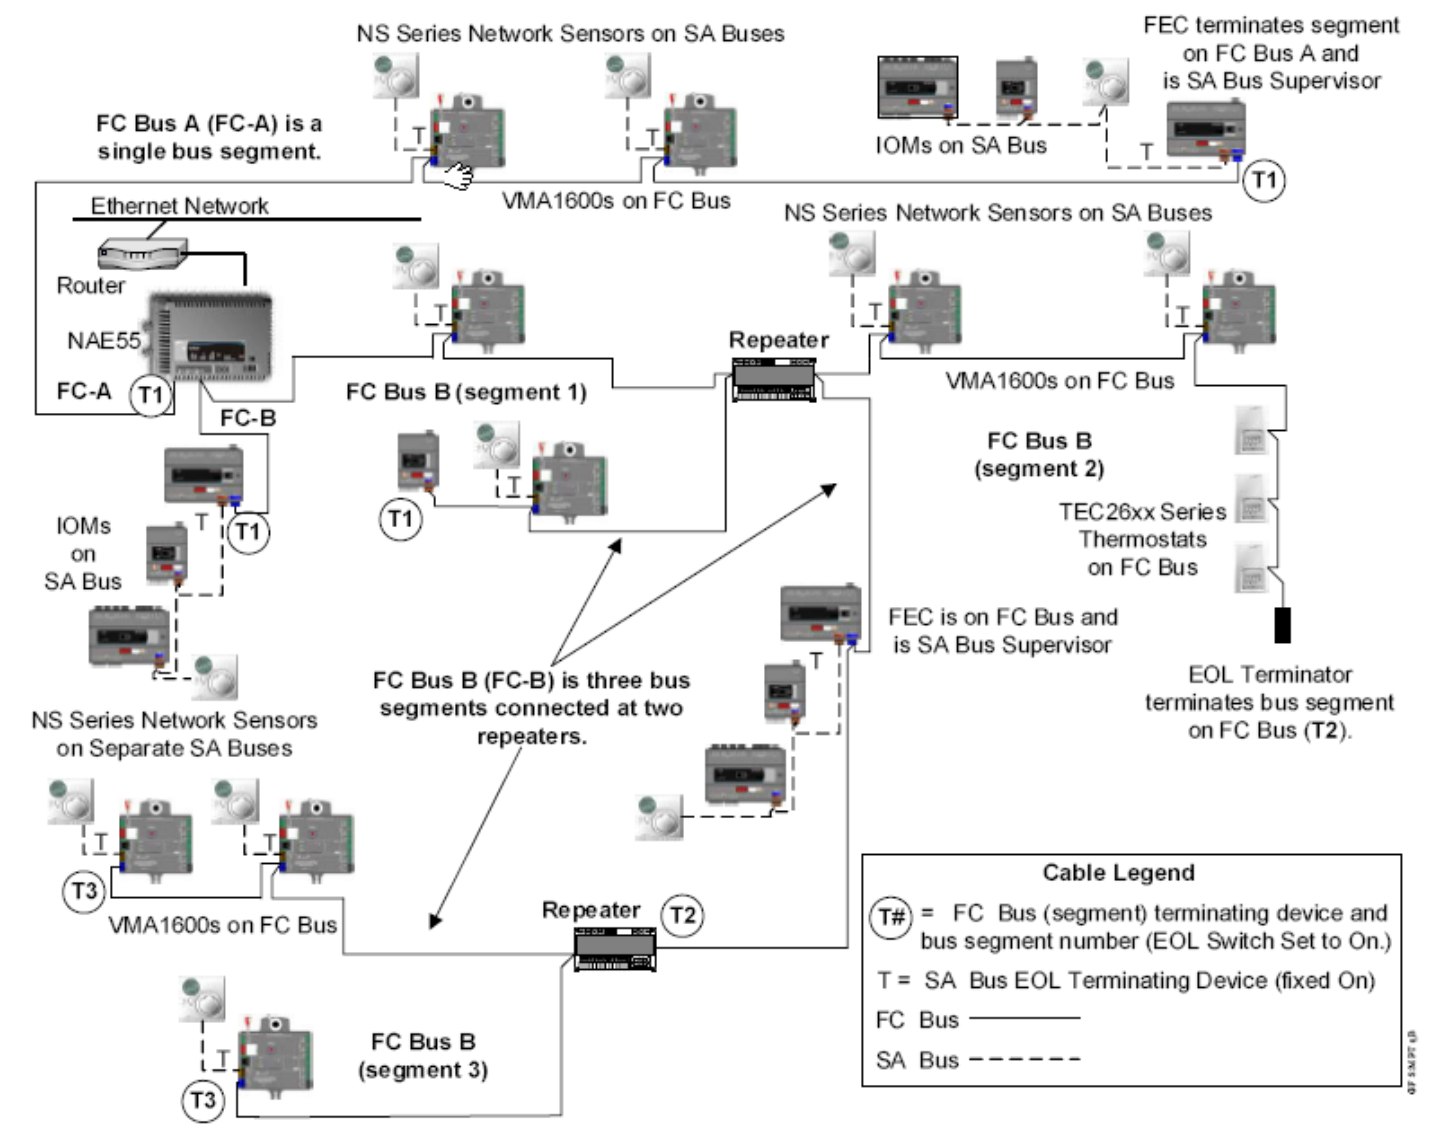 NS Series Network Sensors on SA Buses
FEC terminates segment
on FC Bus A and
is SA Bus Supervisor
FC Bus A (FC-A) is a
single bus segment.
T
T
IOMs on SA Bus
T
T1
VMA1600s on FC Bus
Ethernet Network
NS Series Network Sensors on SA Buses
Router
NAE55
T
T
T
Repeater
FC-A
T1
FC-B
FC Bus B (segment 1)
VMA1600s on FC Bus
FC Bus B
(segment 2)
T
T1
T
T1
IOMs
on
SA Bus
TEC26xx Series
Thermostats
on FC Bus
FEC is on FC Bus and
is SA Bus Supervisor
T
FC Bus B (FC-B) is three bus
segments connected at two
repeaters.
EOL Terminator
terminates bus segment
on FC Bus (T2).
NS Series Network Sensors
on Separate SA Buses
T
T
T3
VMA1600s on FC Bus
Repeater
T2
T
T3
FC Bus B
(segment 3)
Cable Legend
T# = FC Bus (segment) terminating device and
bus segment number (EOL Switch Set to On.)
T = SA Bus EOL Terminating Device (fixed On)
FC Bus
SA Bus